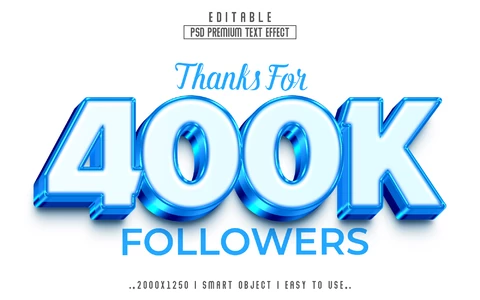 EDITABLE
PSD PREMIUM TEXT EFFECT
Thanks For
400K
FOLLOWERS
..2000X1250 | SMART OBJECT | EASY TO USE..